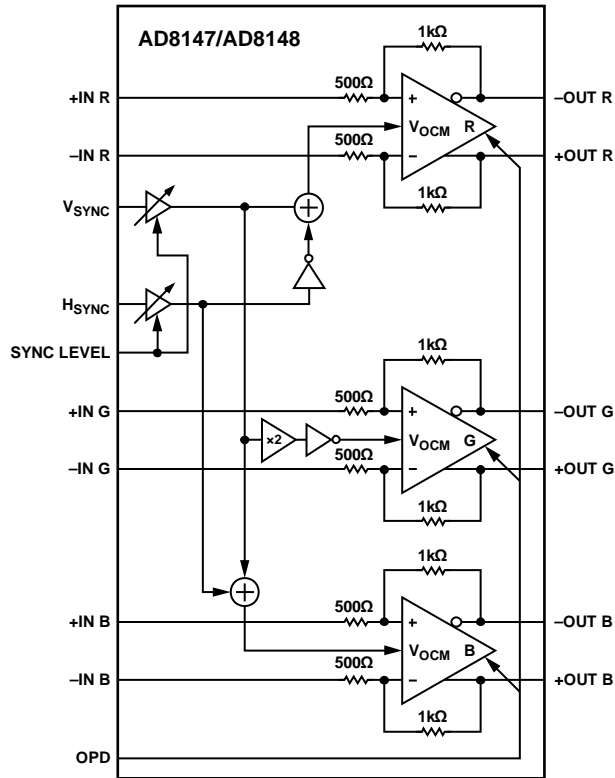 AD8147/AD8148
1kΩ
500Ω
+IN R
+
–OUT R
VOCM R
500Ω
–IN R
–
+OUT R
1kΩ
VSYNC
+
HSYNC
SYNC LEVEL
1kΩ
500Ω
+IN G
+
–OUT G
×2
VOCM G
500Ω
–IN G
–
+OUT G
1kΩ
1kΩ
+
500Ω
+IN B
+
–OUT B
VOCM B
500Ω
–IN B
–
+OUT B
1kΩ
OPD